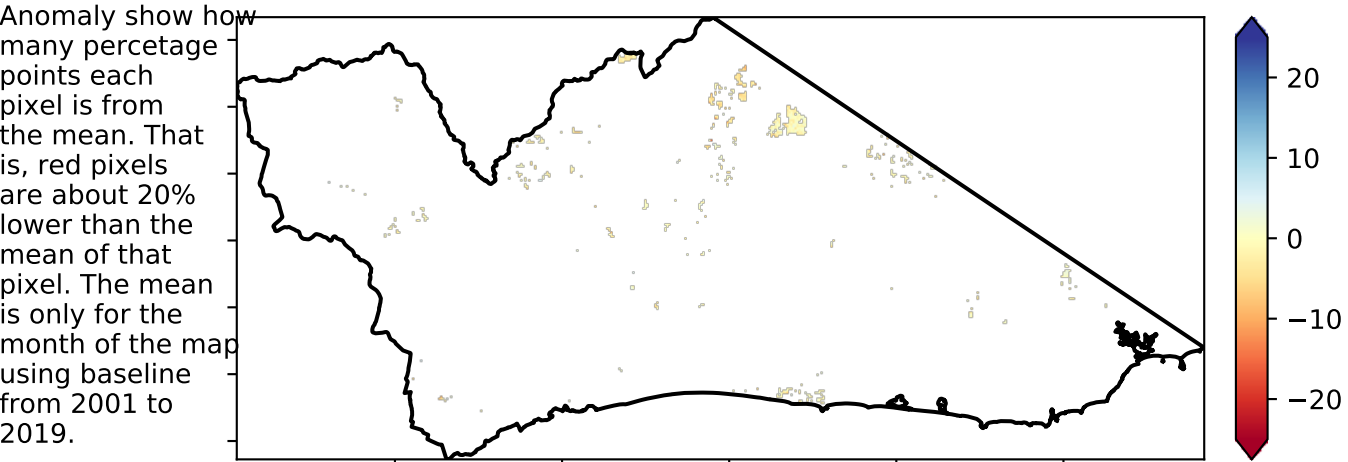 Anomaly show how
many percetage
points each
pixel is from
the mean. That
is, red pixels
are about 20%
lower than the
mean of that
pixel. The mean
is only for the
month of the map
using baseline
from 2001 to
2019.
20
10
0
−10
−20